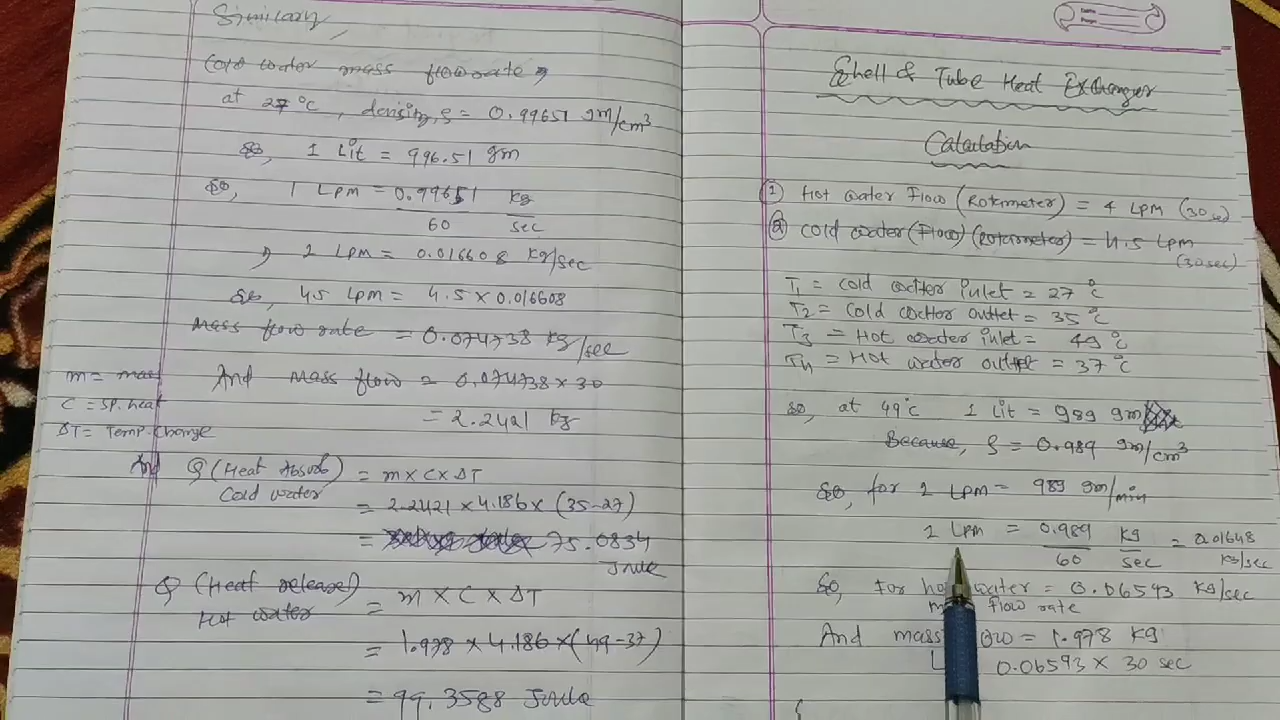 Similary,
Cold water mass flow rate,
at 27°C, density, ρ = 0.99651 gm/cm³
So, 1 Lit = 996.51 gm
So, 1 LPM = 0.99651 kg
60 sec
⇒ 1 LPM = 0.016608 kg/sec
So, 4.5 LPM = 4.5 × 0.016608
mass flow rate = 0.074738 kg/sec
m = mass And mass flow = 0.074738 × 30
C = SP. heat = 2.2421 kg
ΔT = Temp. Change
And Q (Heat Absorb) = m × C × ΔT
Cold water
= 2.2421 × 4.186 × (35-27)
= 75.0834
Joule
Q (Heat release) = m × C × ΔT
Hot water
= 1.978 × 4.186 × (49-37)
= 99.3588 Joule
Shell & Tube Heat Exchanger
Calculation
① Hot water Flow (Rotameter) = 4 LPM (30 sec)
② Cold water (Flow) (Rotameter) = 4.5 LPM
(30 sec)
T1 = cold water inlet = 27°C
T2 = cold water outlet = 35°C
T3 = Hot water inlet = 49°C
T4 = Hot water outlet = 37°C
So, at 49°C 1 lit = 989 gm
Because, ρ = 0.989 gm/cm³
So, for 1 LPM = 989 gm/min
1 LPM = 0.989 kg = 0.01648
60 sec kg/sec
So, For water = 0.06593 kg/sec
flow rate
And mass = 1.978 kg
0.06593 × 30 sec